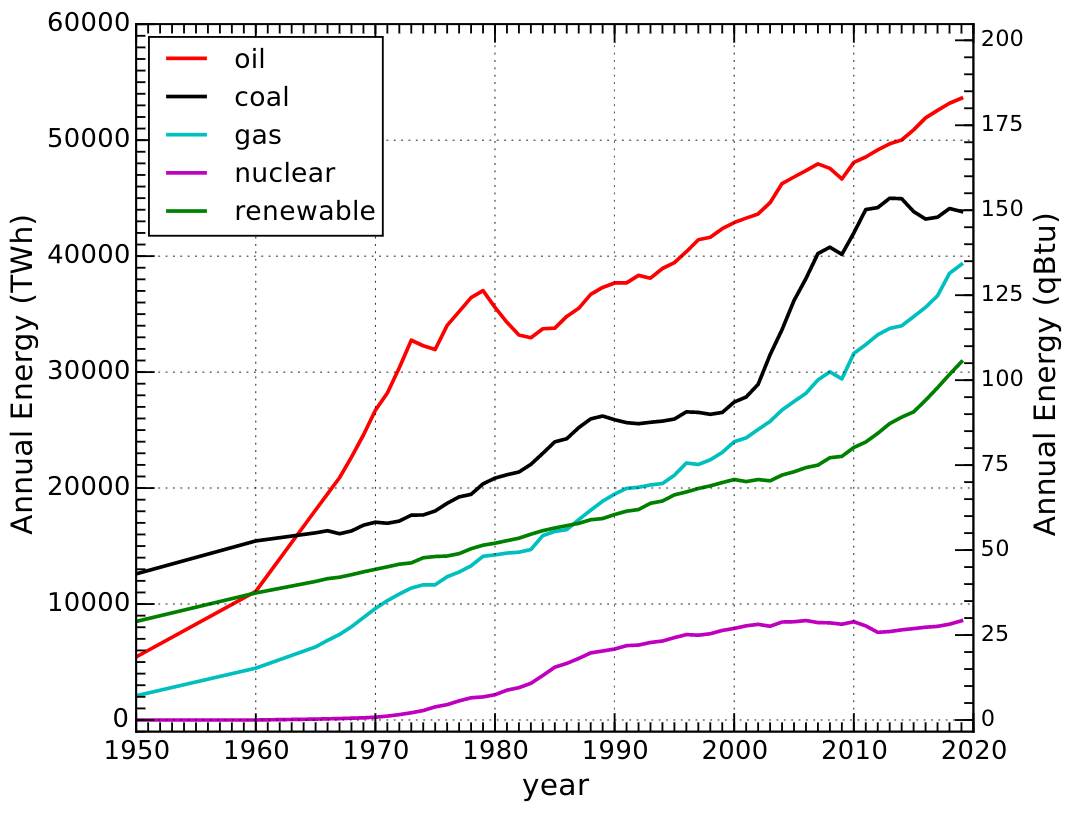 60000
50000
40000
30000
20000
10000
0
Annual Energy (TWh)
oil
coal
gas
nuclear
renewable
200
175
150
125
100
75
50
25
0
Annual Energy (qBtu)
1950 1960 1970 1980 1990 2000 2010 2020
year